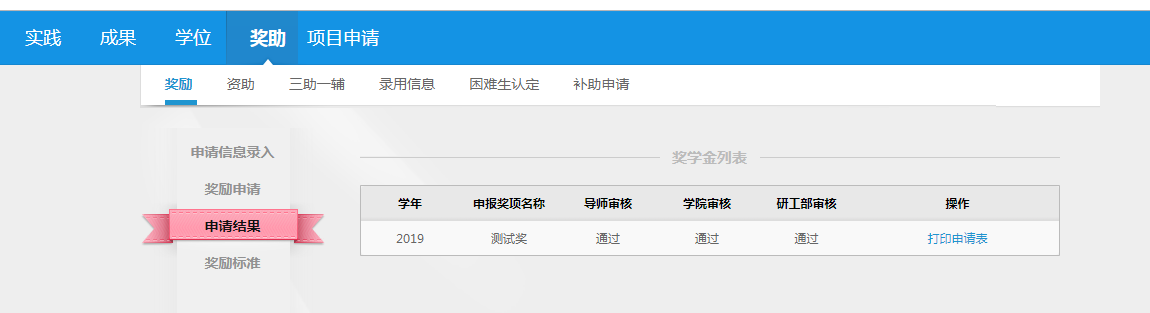 实践 成果 学位 奖助 项目申请
奖励 资助 三助一辅 录用信息 困难生认定 补助申请
申请信息录入
奖励申请
申请结果
奖励标准
奖学金列表
学年 申报奖项名称 导师审核 学院审核 研工部审核 操作
2019 测试奖 通过 通过 通过 打印申请表